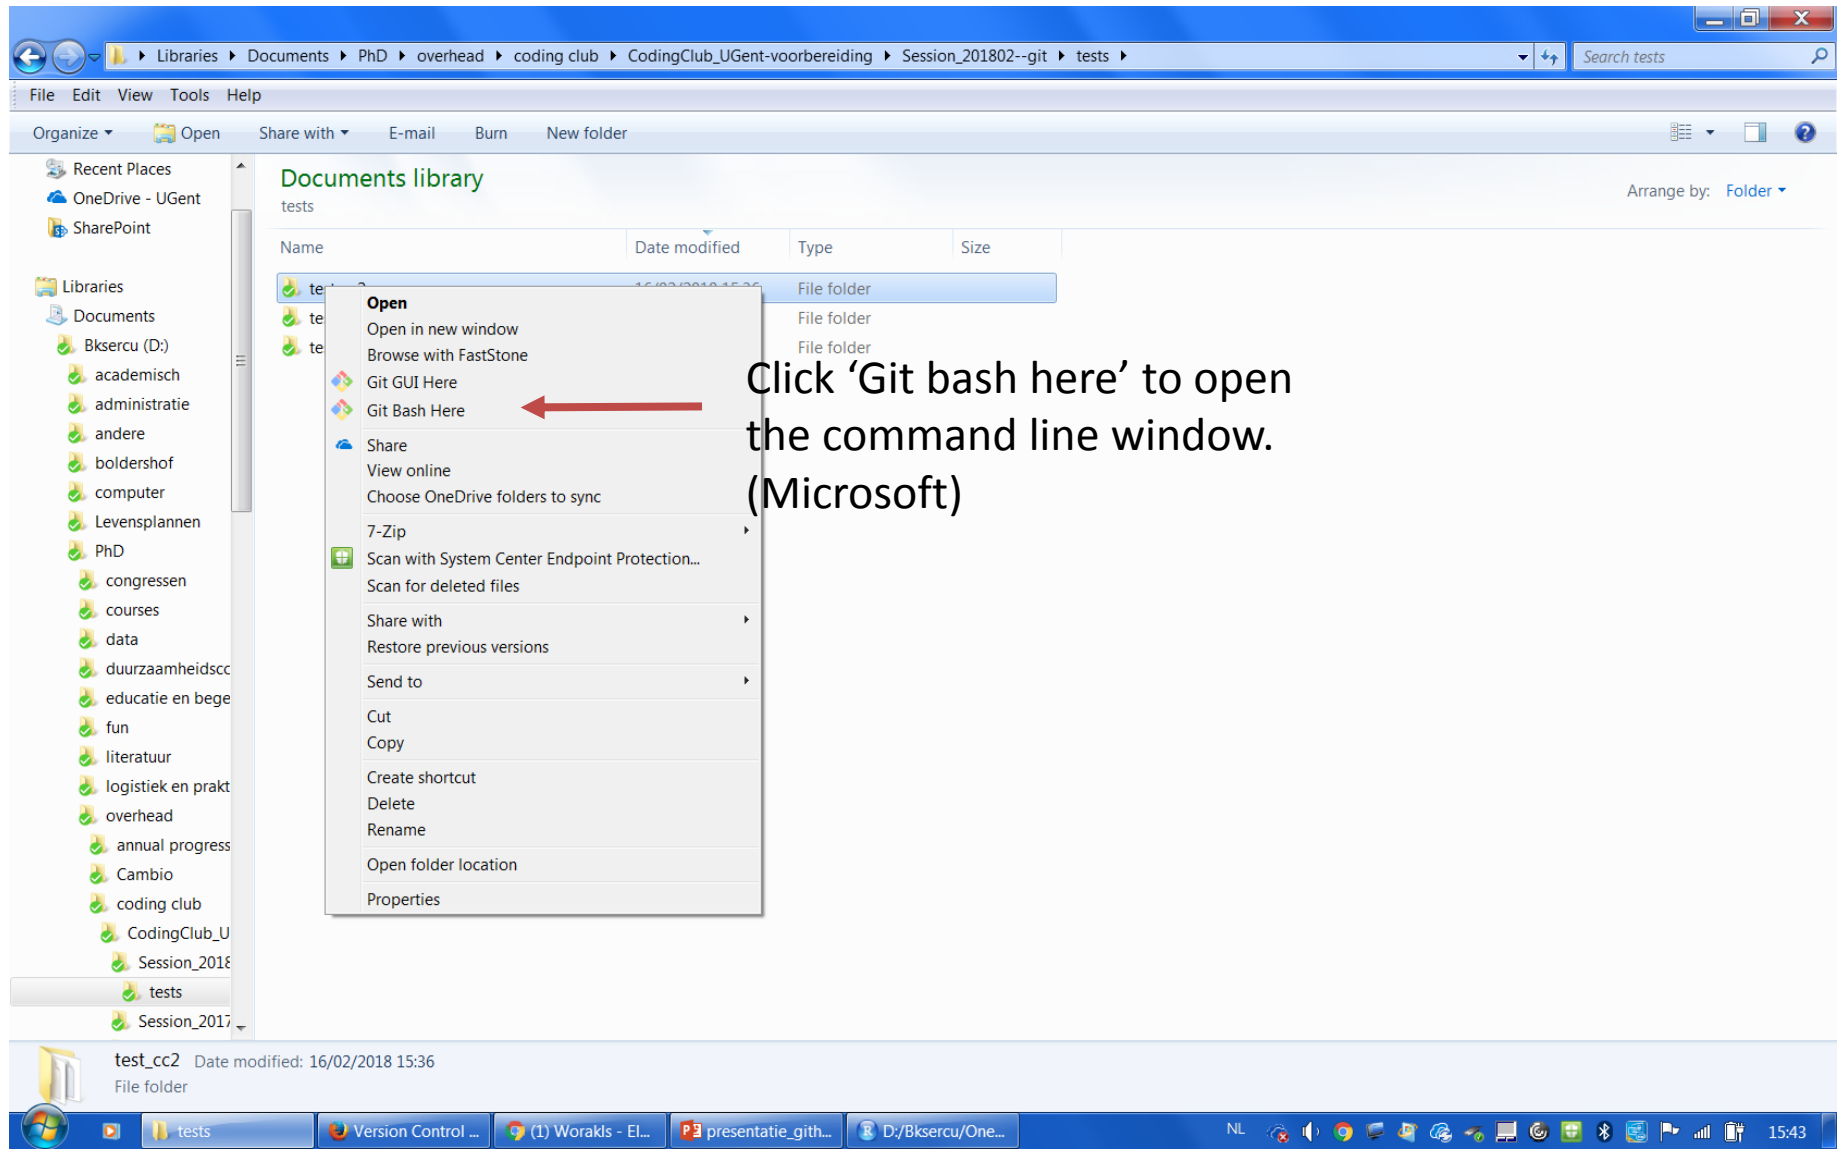 Libraries Documents PhD overhead coding club CodingClub_UGent-voorbereiding Session_201802--git tests
Search tests
File Edit View Tools Help
Organize Open Share with E-mail Burn New folder
Recent Places
OneDrive - UGent
SharePoint
Libraries
Documents
Bksercu (D:)
academisch
administratie
andere
boldershof
computer
Levensplannen
PhD
congressen
courses
data
duurzaamheidscc
educatie en bege
fun
literatuur
logistiek en prakt
overhead
annual progress
Cambio
coding club
CodingClub_U
Session_2018
tests
Session_2017
Documents library
tests
Arrange by: Folder
Name Date modified Type Size
File folder
te File folder
te File folder
Open
Open in new window
Browse with FastStone
Git GUI Here
Git Bash Here
Share
View online
Choose OneDrive folders to sync
7-Zip
Scan with System Center Endpoint Protection...
Scan for deleted files
Share with
Restore previous versions
Send to
Cut
Copy
Create shortcut
Delete
Rename
Open folder location
Properties
Click ‘Git bash here’ to open
the command line window.
(Microsoft)
test_cc2 Date modified: 16/02/2018 15:36
File folder
tests
Version Control ...
(1) Worakls - El...
presentatie_gith...
D:/Bksercu/One...
NL
15:43